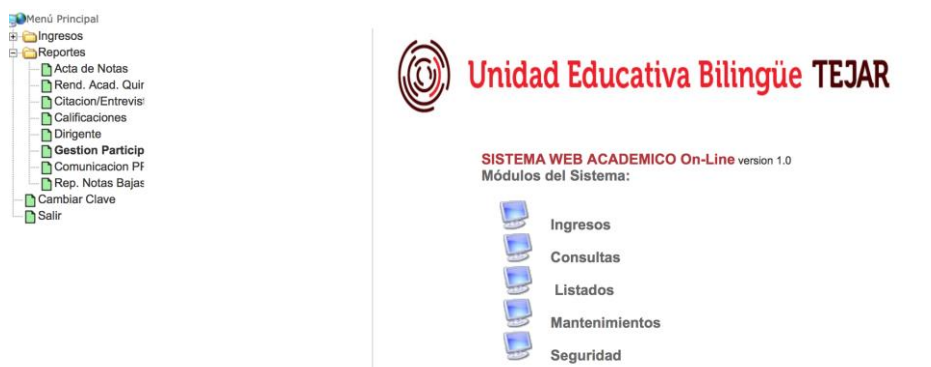 Menú Principal
Ingresos
Reportes
Acta de Notas
Rend. Acad. Quir
Citacion/Entrevis
Calificaciones
Dirigente
Gestion Particip
Comunicacion
Rep. Notas Bajas
Cambiar Clave
Salir
Unidad Educativa Bilingüe TEJAR
SISTEMA WEB ACADEMICO On-Line version 1.0
Módulos del Sistema:
Ingresos
Consultas
Listados
Mantenimientos
Seguridad